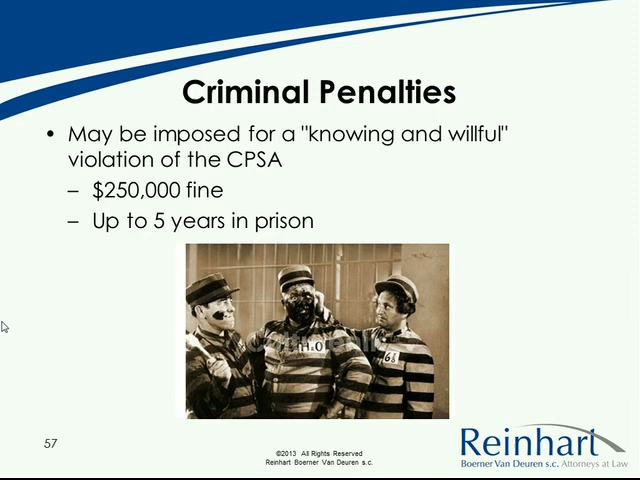 Criminal Penalties
• May be imposed for a "knowing and willful"
violation of the CPSA
– $250,000 fine
– Up to 5 years in prison
57
©2013 All Rights Reserved
Reinhart Boerner Van Deuren s.c.
Reinhart
Boerner Van Deuren s.c. Attorneys at Law